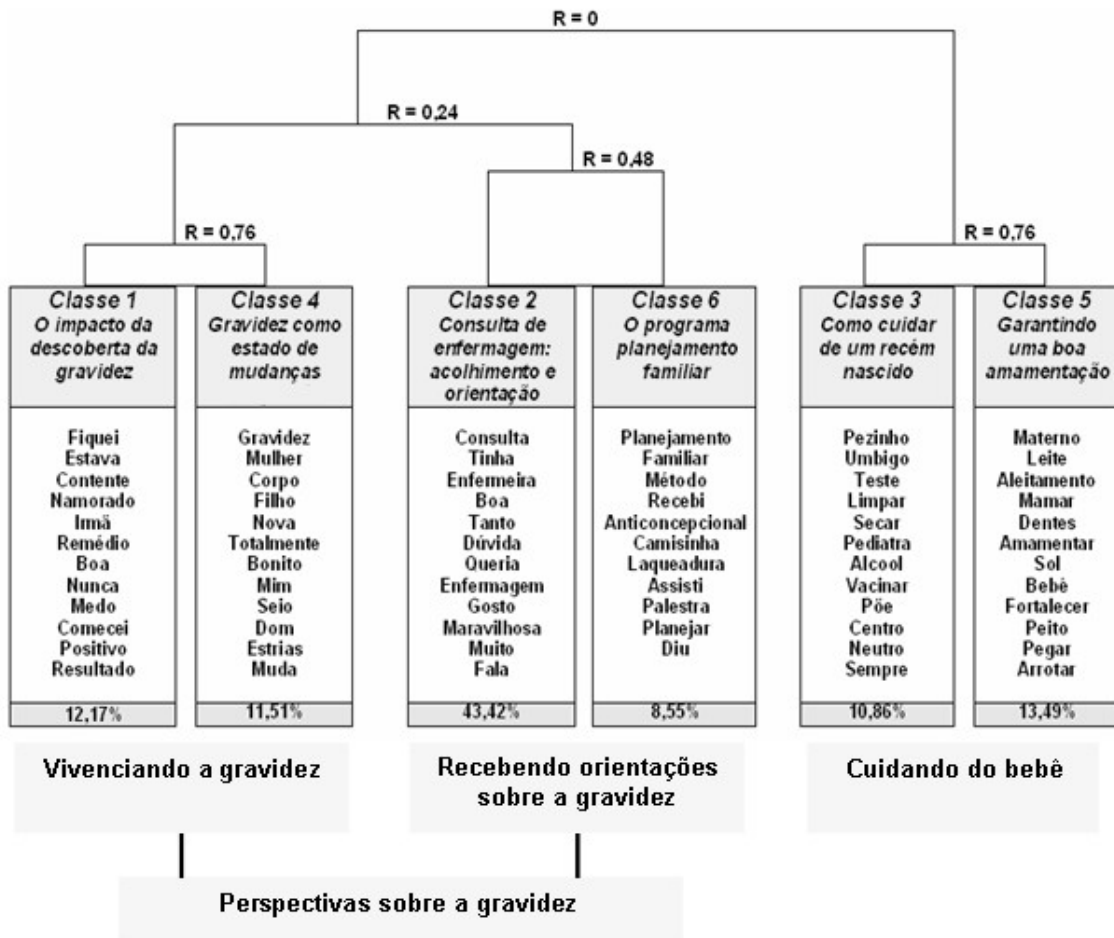 R = 0
R = 0,24
R = 0,48
R = 0,76
R = 0,76
Classe 1
O impacto da
descoberta da
gravidez
Fiquei
Estava
Contente
Namorado
Irmã
Remédio
Boa
Nunca
Medo
Comecei
Positivo
Resultado
12,17%
Classe 4
Gravidez como
estado de
mudanças
Gravidez
Mulher
Corpo
Filho
Nova
Totalmente
Bonito
Mim
Seio
Dom
Estrias
Muda
11,51%
Classe 2
Consulta de
enfermagem:
acolhimento e
orientação
Consulta
Tinha
Enfermeira
Boa
Tanto
Dúvida
Queria
Enfermagem
Gosto
Maravilhosa
Muito
Fala
43,42%
Classe 6
O programa
planejamento
familiar
Planejamento
Familiar
Método
Recebi
Anticoncepcional
Camisinha
Laqueadura
Assisti
Palestra
Planejar
Diu
8,55%
Classe 3
Como cuidar
de um recém
nascido
Pezinho
Umbigo
Teste
Limpar
Secar
Pediatra
Alcool
Vacinar
Põe
Centro
Neutro
Sempre
10,86%
Classe 5
Garantindo
uma boa
amamentação
Materno
Leite
Aleitamento
Mamar
Dentes
Amamentar
Sol
Bebê
Fortalecer
Peito
Pegar
Arrotar
13,49%
Vivenciando a gravidez
Recebendo orientações
sobre a gravidez
Cuidando do bebê
Perspectivas sobre a gravidez